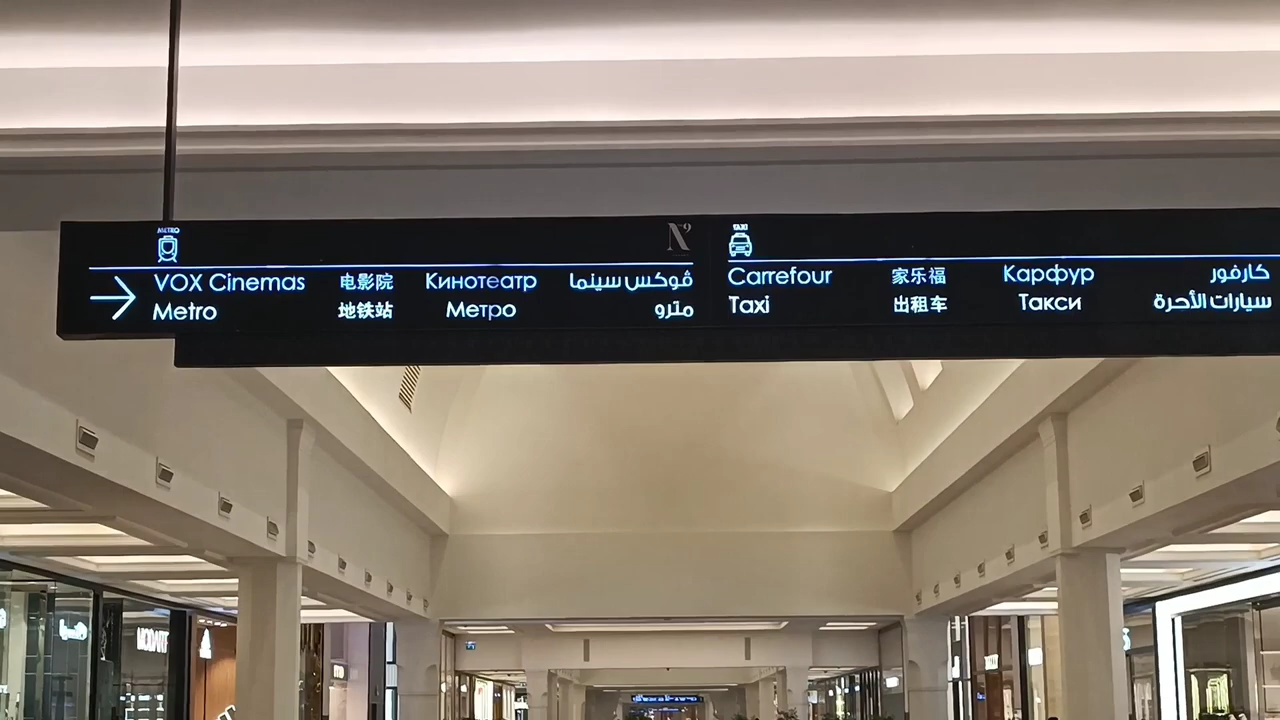 METRO
N9
TAXI
VOX Cinemas 电影院 Кинотеатр ڤوكس سينما
Metro 地铁站 Метро مترو
Carrefour 家乐福 Карфур كارفور
Taxi 出租车 Такси سيارات الأجرة